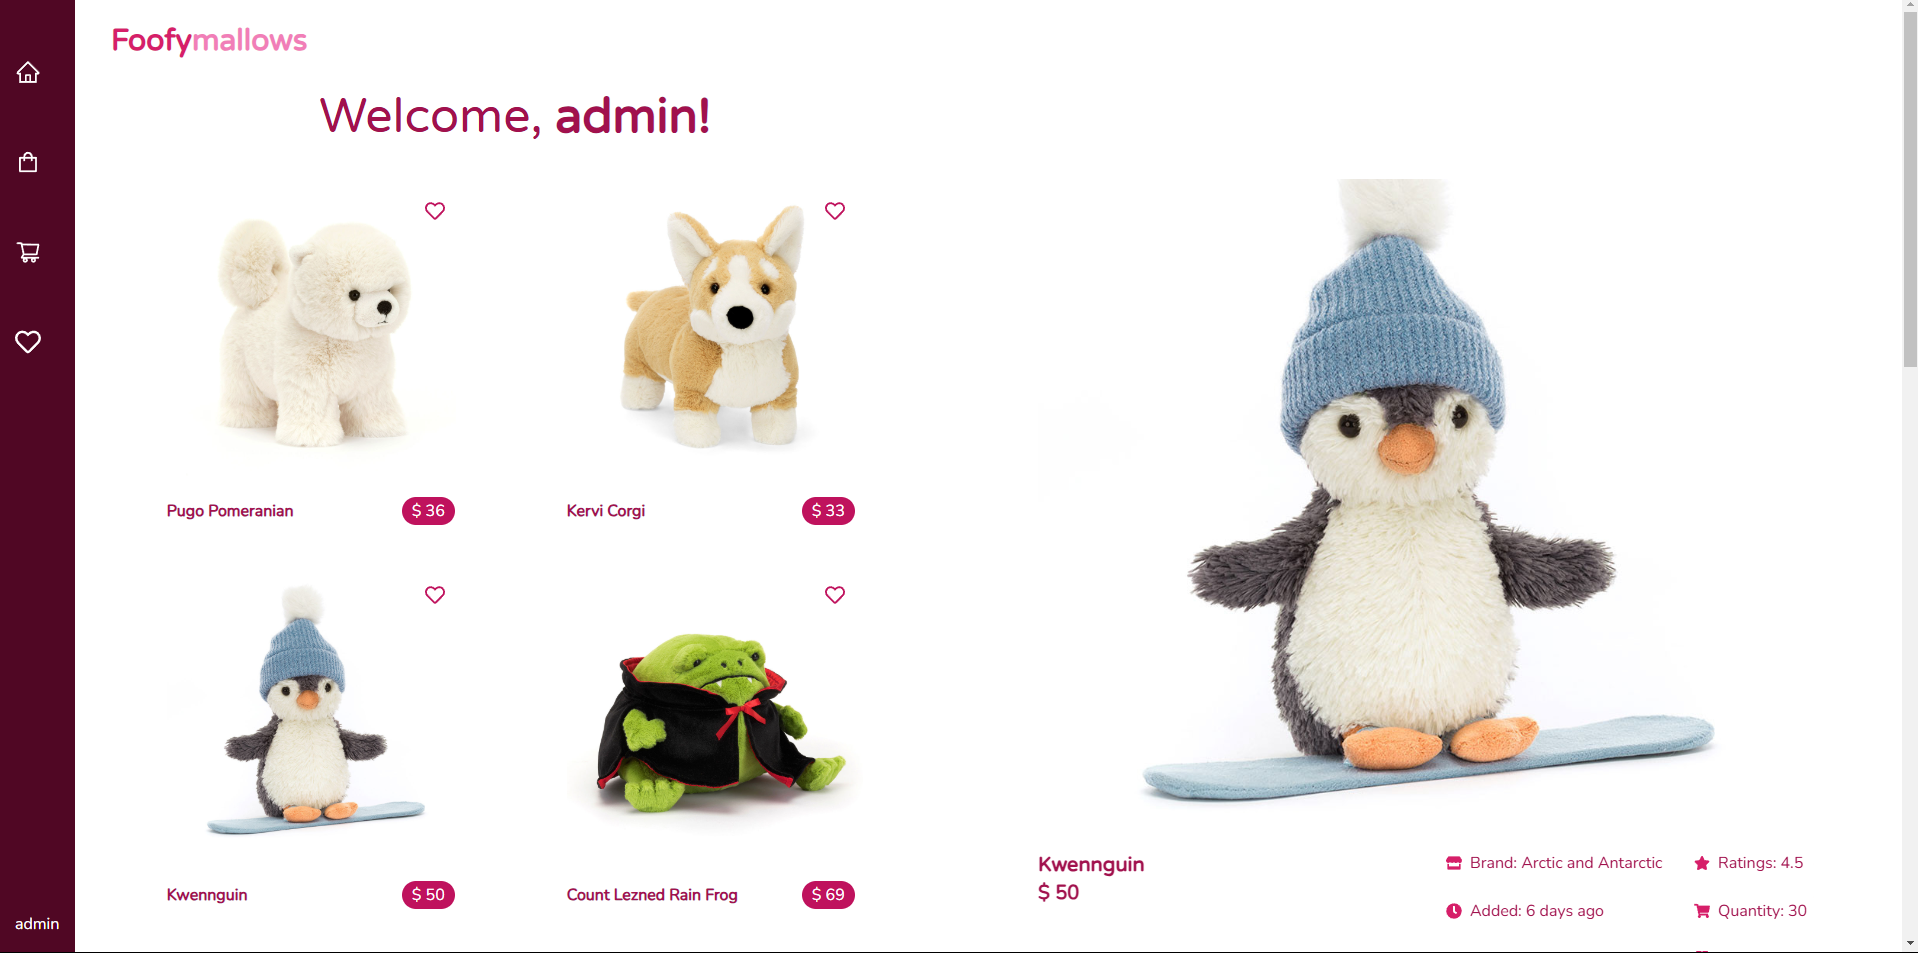 Foofymallows
Welcome, admin!
Pugo Pomeranian
$ 36
Kervi Corgi
$ 33
Kwennguin
$ 50
Count Lezned Rain Frog
$ 69
Kwennguin
$ 50
Brand: Arctic and Antarctic
Ratings: 4.5
Added: 6 days ago
Quantity: 30
admin